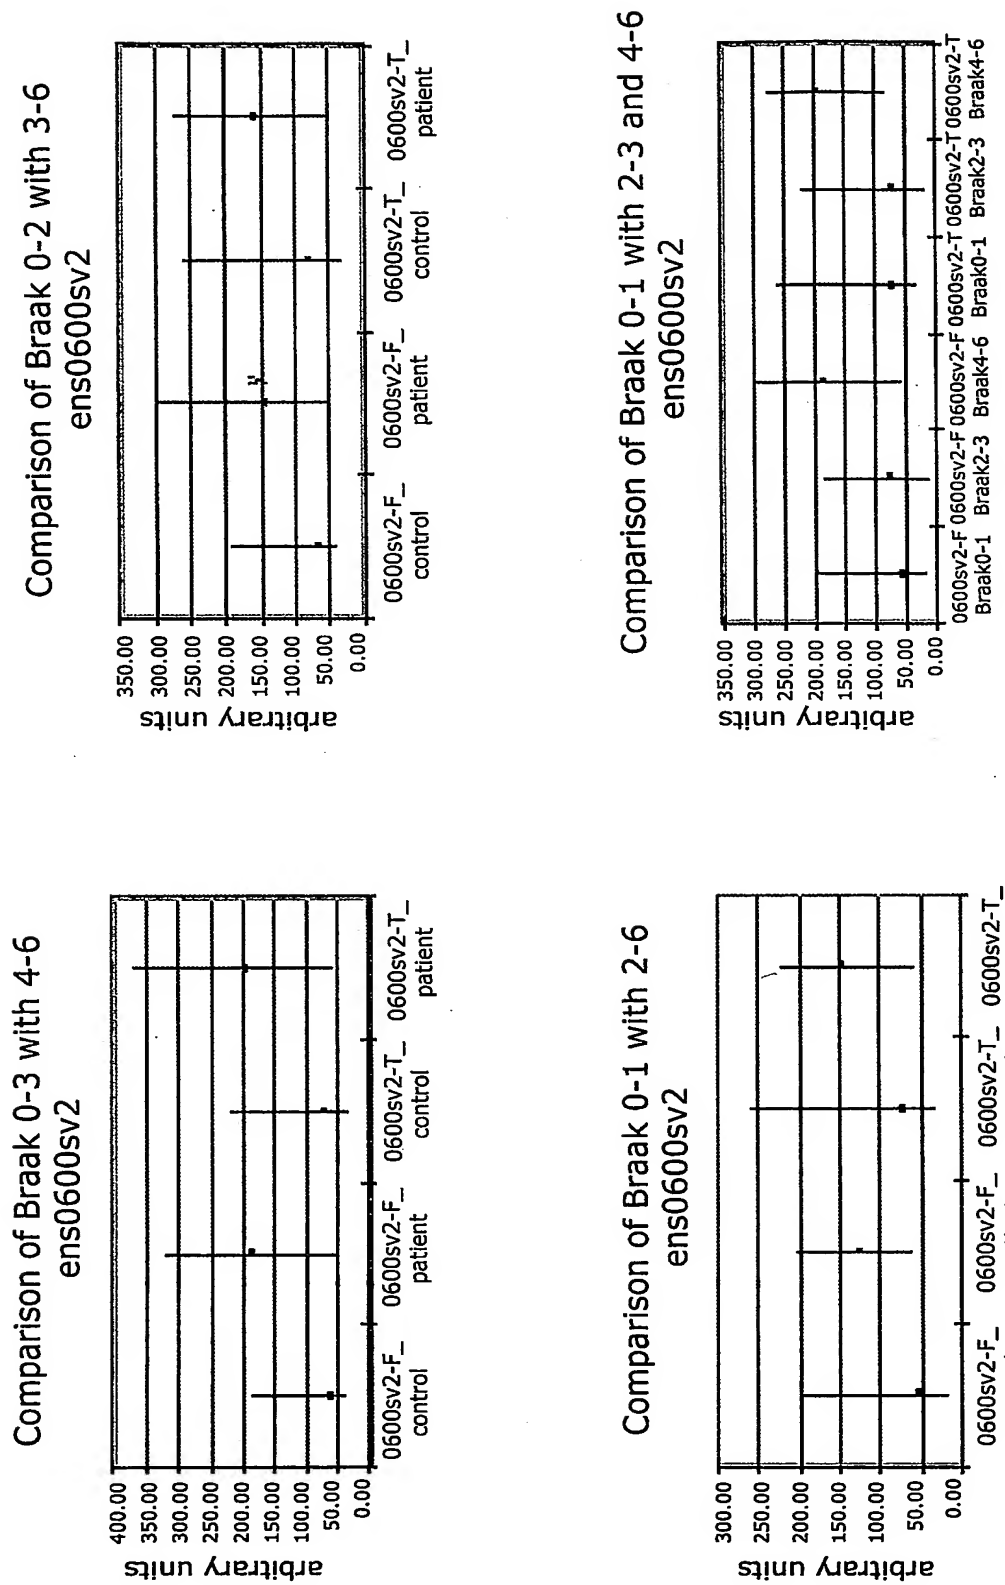 Comparison of Braak 0-3 with 4-6
ens0600sv2
arbitrary units
400.00
350.00
300.00
250.00
200.00
150.00
100.00
50.00
0.00
0600sv2-F_ 0600sv2-F_ 0600sv2-T_ 0600sv2-T_
control patient control patient
Comparison of Braak 0-2 with 3-6
ens0600sv2
arbitrary units
350.00
300.00
250.00
200.00
150.00
100.00
50.00
0.00
0600sv2-F_ 0600sv2-F_ 0600sv2-T_ 0600sv2-T_
control patient control patient
Comparison of Braak 0-1 with 2-6
ens0600sv2
arbitrary units
300.00
250.00
200.00
150.00
100.00
50.00
0.00
0600sv2-F_ 0600sv2-F_ 0600sv2-T_ 0600sv2-T_
Comparison of Braak 0-1 with 2-3 and 4-6
ens0600sv2
arbitrary units
350.00
300.00
250.00
200.00
150.00
100.00
50.00
0.00
0600sv2-F 0600sv2-F 0600sv2-F 0600sv2-T 0600sv2-T 0600sv2-T
Braak0-1 Braak2-3 Braak4-6 Braak0-1 Braak2-3 Braak4-6